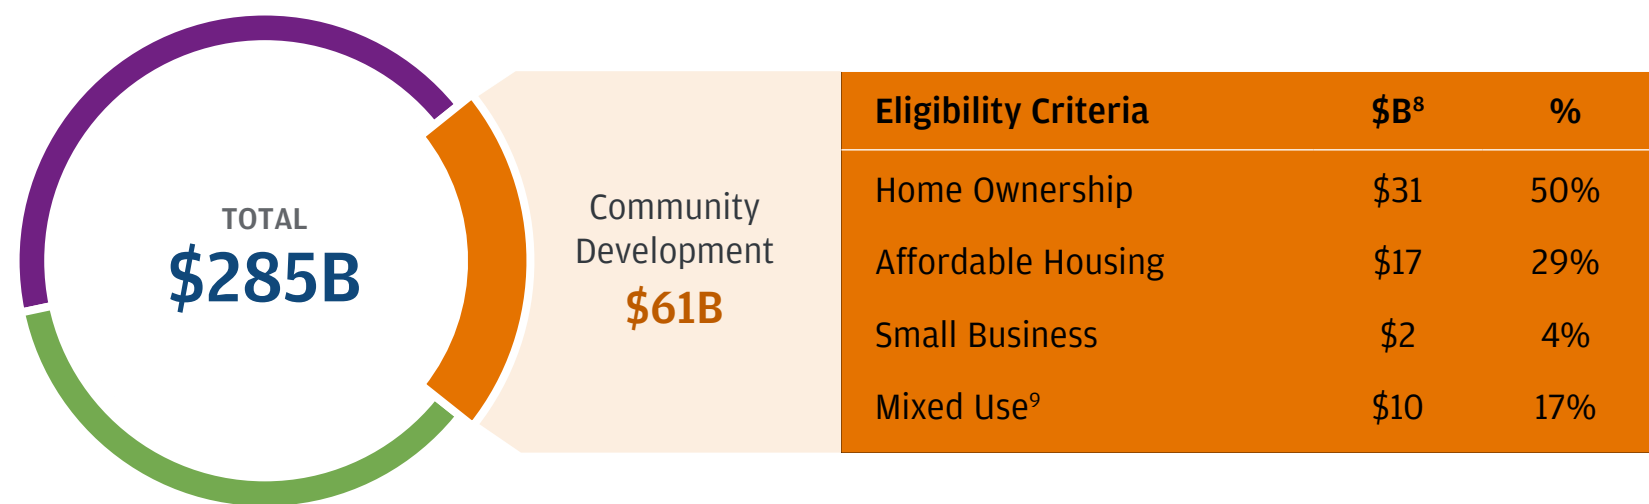 TOTAL
$285B
Community
Development
$61B
Eligibility Criteria $B⁸ %
Home Ownership $31 50%
Affordable Housing $17 29%
Small Business $2 4%
Mixed Use⁹ $10 17%